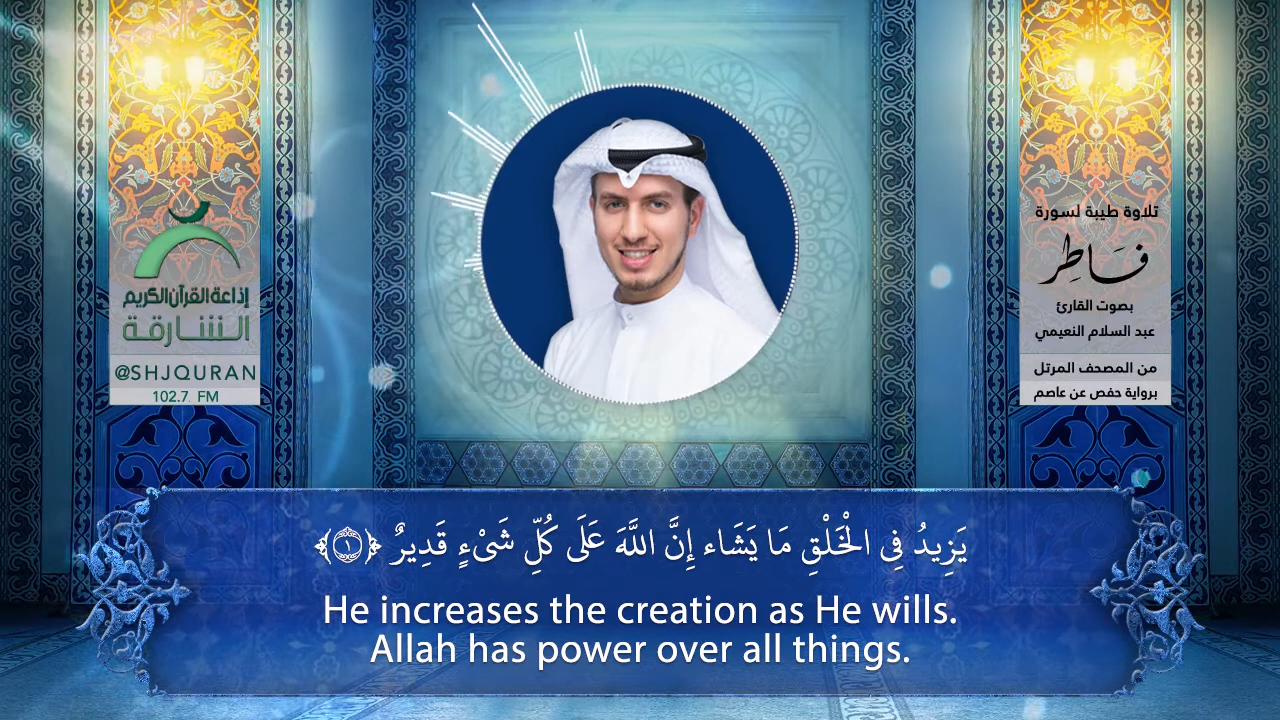 إذاعة القرآن الكريم
الشارقة
@SHJQURAN
102.7 FM
تلاوة طيبة لسورة
فَاطِر
بصوت القارئ
عبد السلام النعيمي
من المصحف المرتل
برواية حفص عن عاصم
يَزِيدُ فِى الْخَلْقِ مَا يَشَاء إِنَّ اللَّهَ عَلَى كُلِّ شَىْءٍ قَدِيرٌ ﴿١﴾
He increases the creation as He wills.
Allah has power over all things.